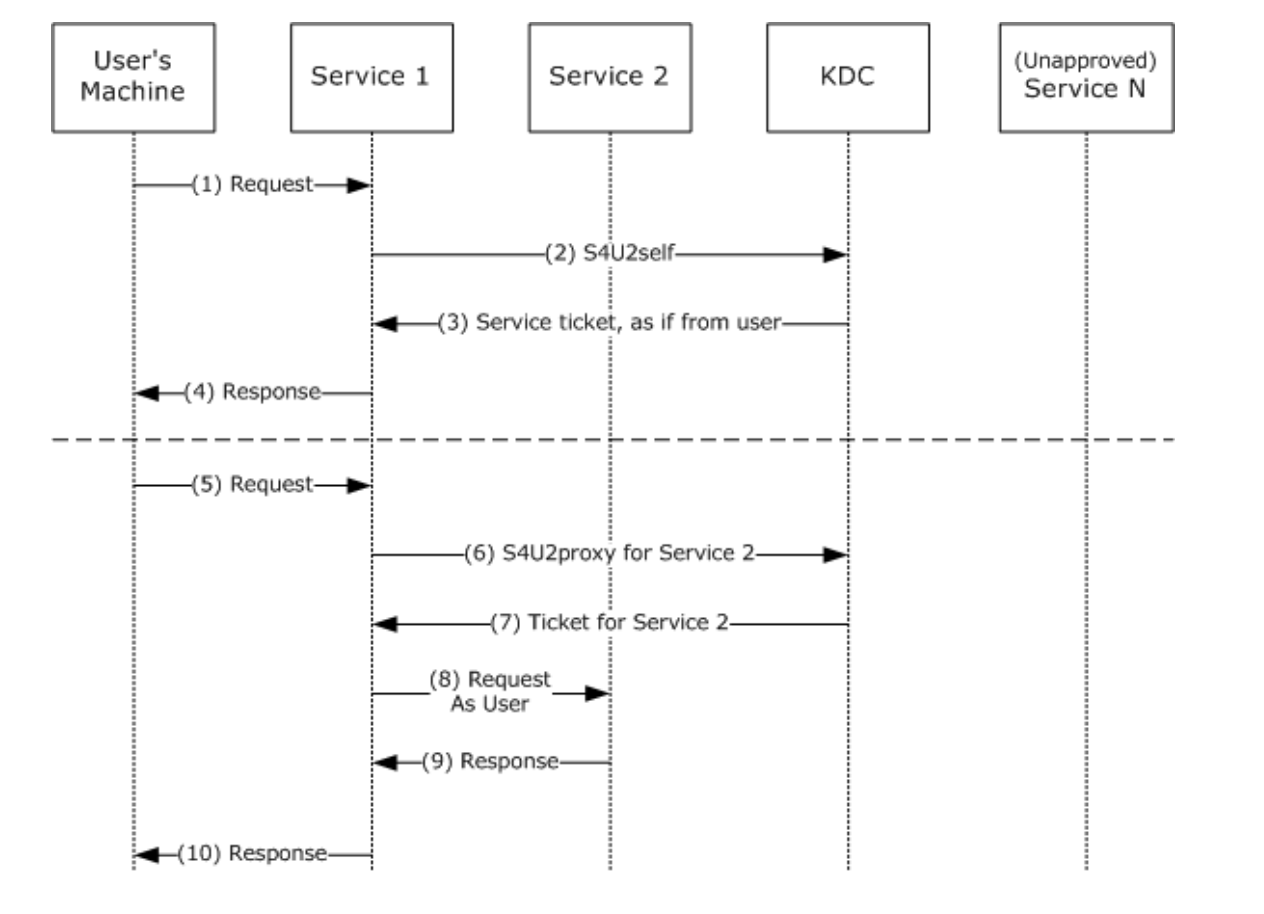 User's
Machine
Service 1
Service 2
KDC
(Unapproved)
Service N
(1) Request
(2) S4U2self
(3) Service ticket, as if from user
(4) Response
(5) Request
(6) S4U2proxy for Service 2
(7) Ticket for Service 2
(8) Request
As User
(9) Response
(10) Response